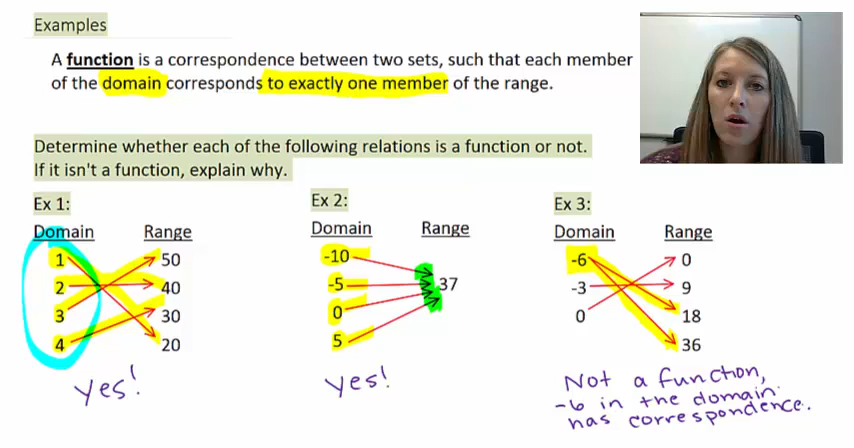 Examples
A function is a correspondence between two sets, such that each member
of the domain corresponds to exactly one member of the range.
Determine whether each of the following relations is a function or not.
If it isn't a function, explain why.
Ex 1:
Domain Range
1 50
2 40
3 30
4 20
yes!
Ex 2:
Domain Range
-10
-5 37
0
5
yes!
Ex 3:
Domain Range
-6 0
-3 9
0 18
36
Not a function,
-6 in the domain
has correspondence.